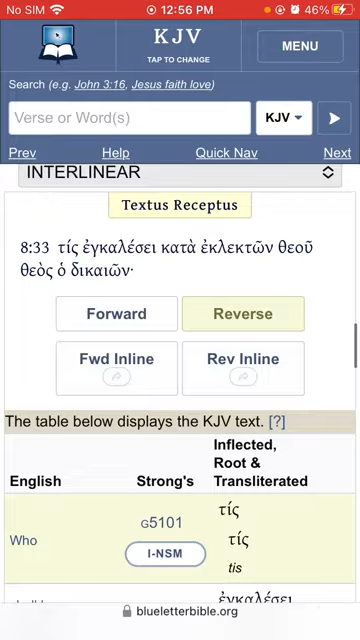 No SIM 12:56 PM 46%
KJV
TAP TO CHANGE
MENU
Search (e.g. John 3:16, Jesus faith love)
Verse or Word(s) KJV
Prev Help Quick Nav Next
INTERLINEAR
Textus Receptus
8:33 τίς ἐγκαλέσει κατὰ ἐκλεκτῶν θεοῦ
θεὸς ὁ δικαιῶν·
Forward Reverse
Fwd Inline Rev Inline
The table below displays the KJV text. [?]
English Strong's Inflected,
Root &
Transliterated
Who G5101 τίς
I-NSM τίς
tis
ἐγκαλέσει
blueletterbible.org